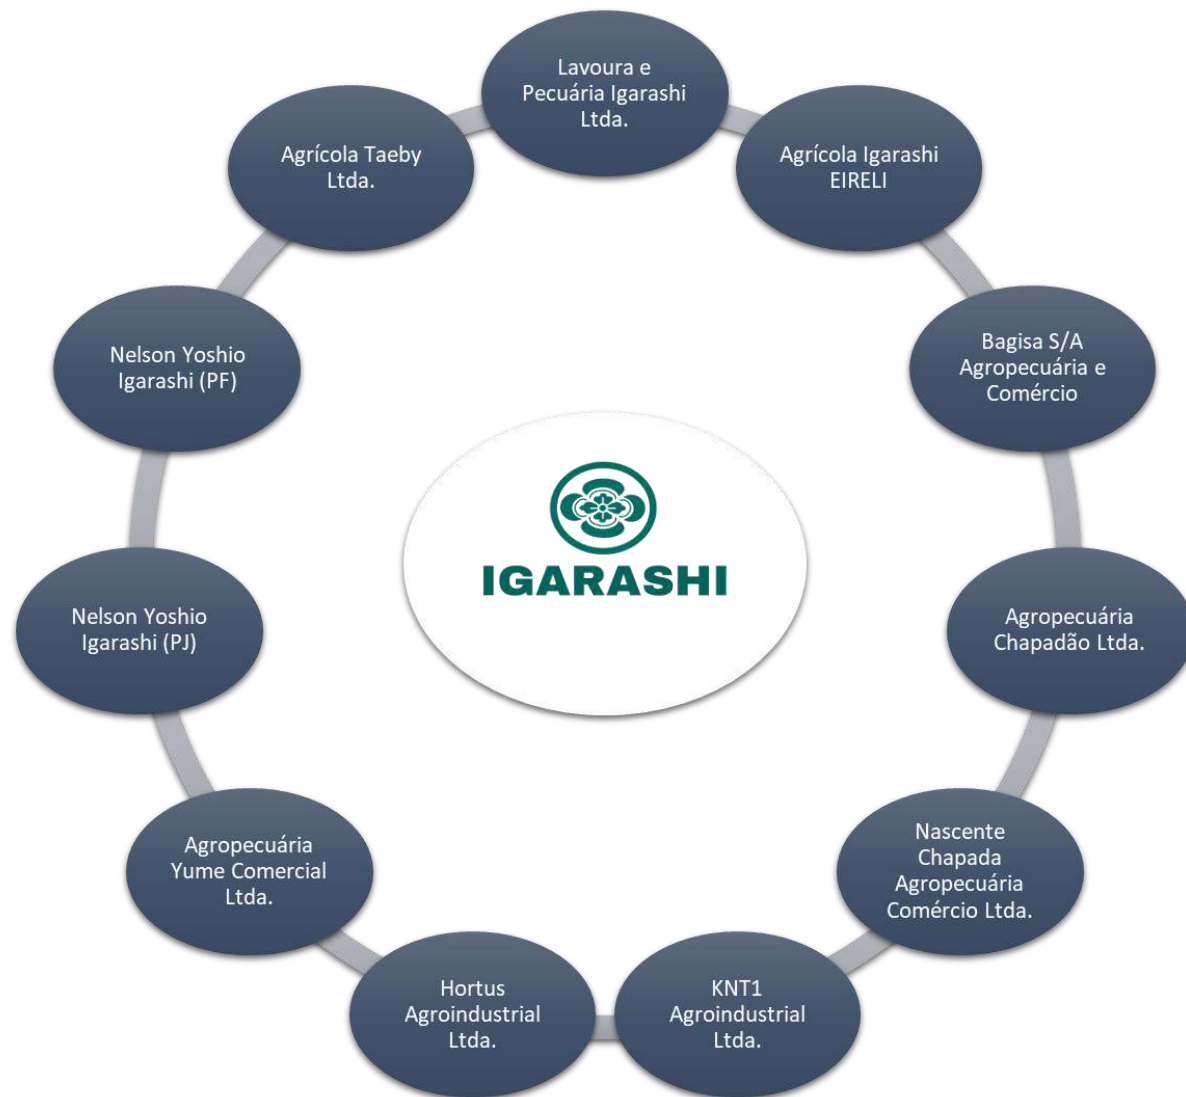 Lavoura e
Pecuária Igarashi
Ltda.
Agrícola Igarashi
EIRELI
Bagisa S/A
Agropecuária e
Comércio
Agropecuária
Chapadão Ltda.
Nascente
Chapada
Agropecuária
Comércio Ltda.
KNT1
Agroindustrial
Ltda.
Hortus
Agroindustrial
Ltda.
Agropecuária
Yume Comercial
Ltda.
Nelson Yoshio
Igarashi (PJ)
Nelson Yoshio
Igarashi (PF)
Agrícola Taeby
Ltda.
IGARASHI